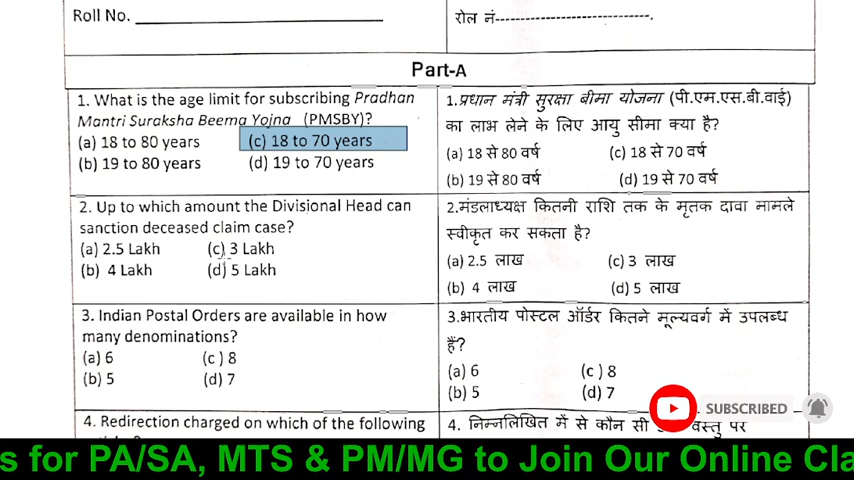 Roll No.
रोल नं-----------------------------.
Part-A
1. What is the age limit for subscribing Pradhan
Mantri Suraksha Beema Yojna (PMSBY)?
(a) 18 to 80 years (c) 18 to 70 years
(b) 19 to 80 years (d) 19 to 70 years
1.प्रधान मंत्री सुरक्षा बीमा योजना (पी.एम.एस.बी.वाई)
का लाभ लेने के लिए आयु सीमा क्या है?
(a) 18 से 80 वर्ष (c) 18 से 70 वर्ष
(b) 19 से 80 वर्ष (d) 19 से 70 वर्ष
2. Up to which amount the Divisional Head can
sanction deceased claim case?
(a) 2.5 Lakh (c) 3 Lakh
(b) 4 Lakh (d) 5 Lakh
2.मंडलाध्यक्ष कितनी राशि तक के मृतक दावा मामले
स्वीकृत कर सकता है?
(a) 2.5 लाख (c) 3 लाख
(b) 4 लाख (d) 5 लाख
3. Indian Postal Orders are available in how
many denominations?
(a) 6 (c ) 8
(b) 5 (d) 7
3.भारतीय पोस्टल ऑर्डर कितने मूल्यवर्ग में उपलब्ध
हैं?
(a) 6 (c ) 8
(b) 5 (d) 7
4. Redirection charged on which of the following
4. निम्नलिखित में से कौन सी वस्तु पर
SUBSCRIBED
s for PA/SA, MTS & PM/MG to Join Our Online Cla